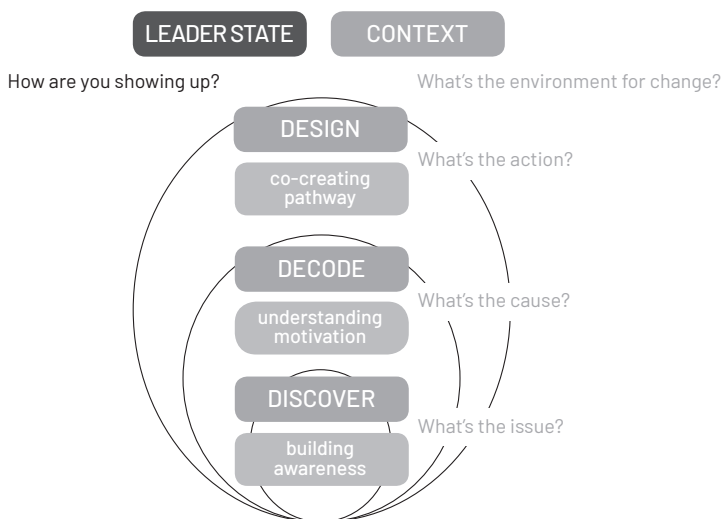 LEADER STATE
CONTEXT
How are you showing up?
What's the environment for change?
DESIGN
What's the action?
co-creating
pathway
DECODE
What's the cause?
understanding
motivation
DISCOVER
What's the issue?
building
awareness